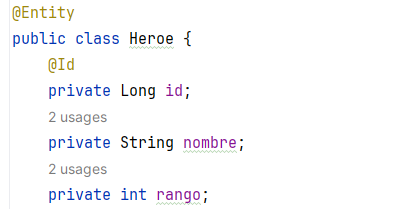 @Entity
public class Heroe {
@Id
private Long id;
2 usages
private String nombre;
2 usages
private int rango;